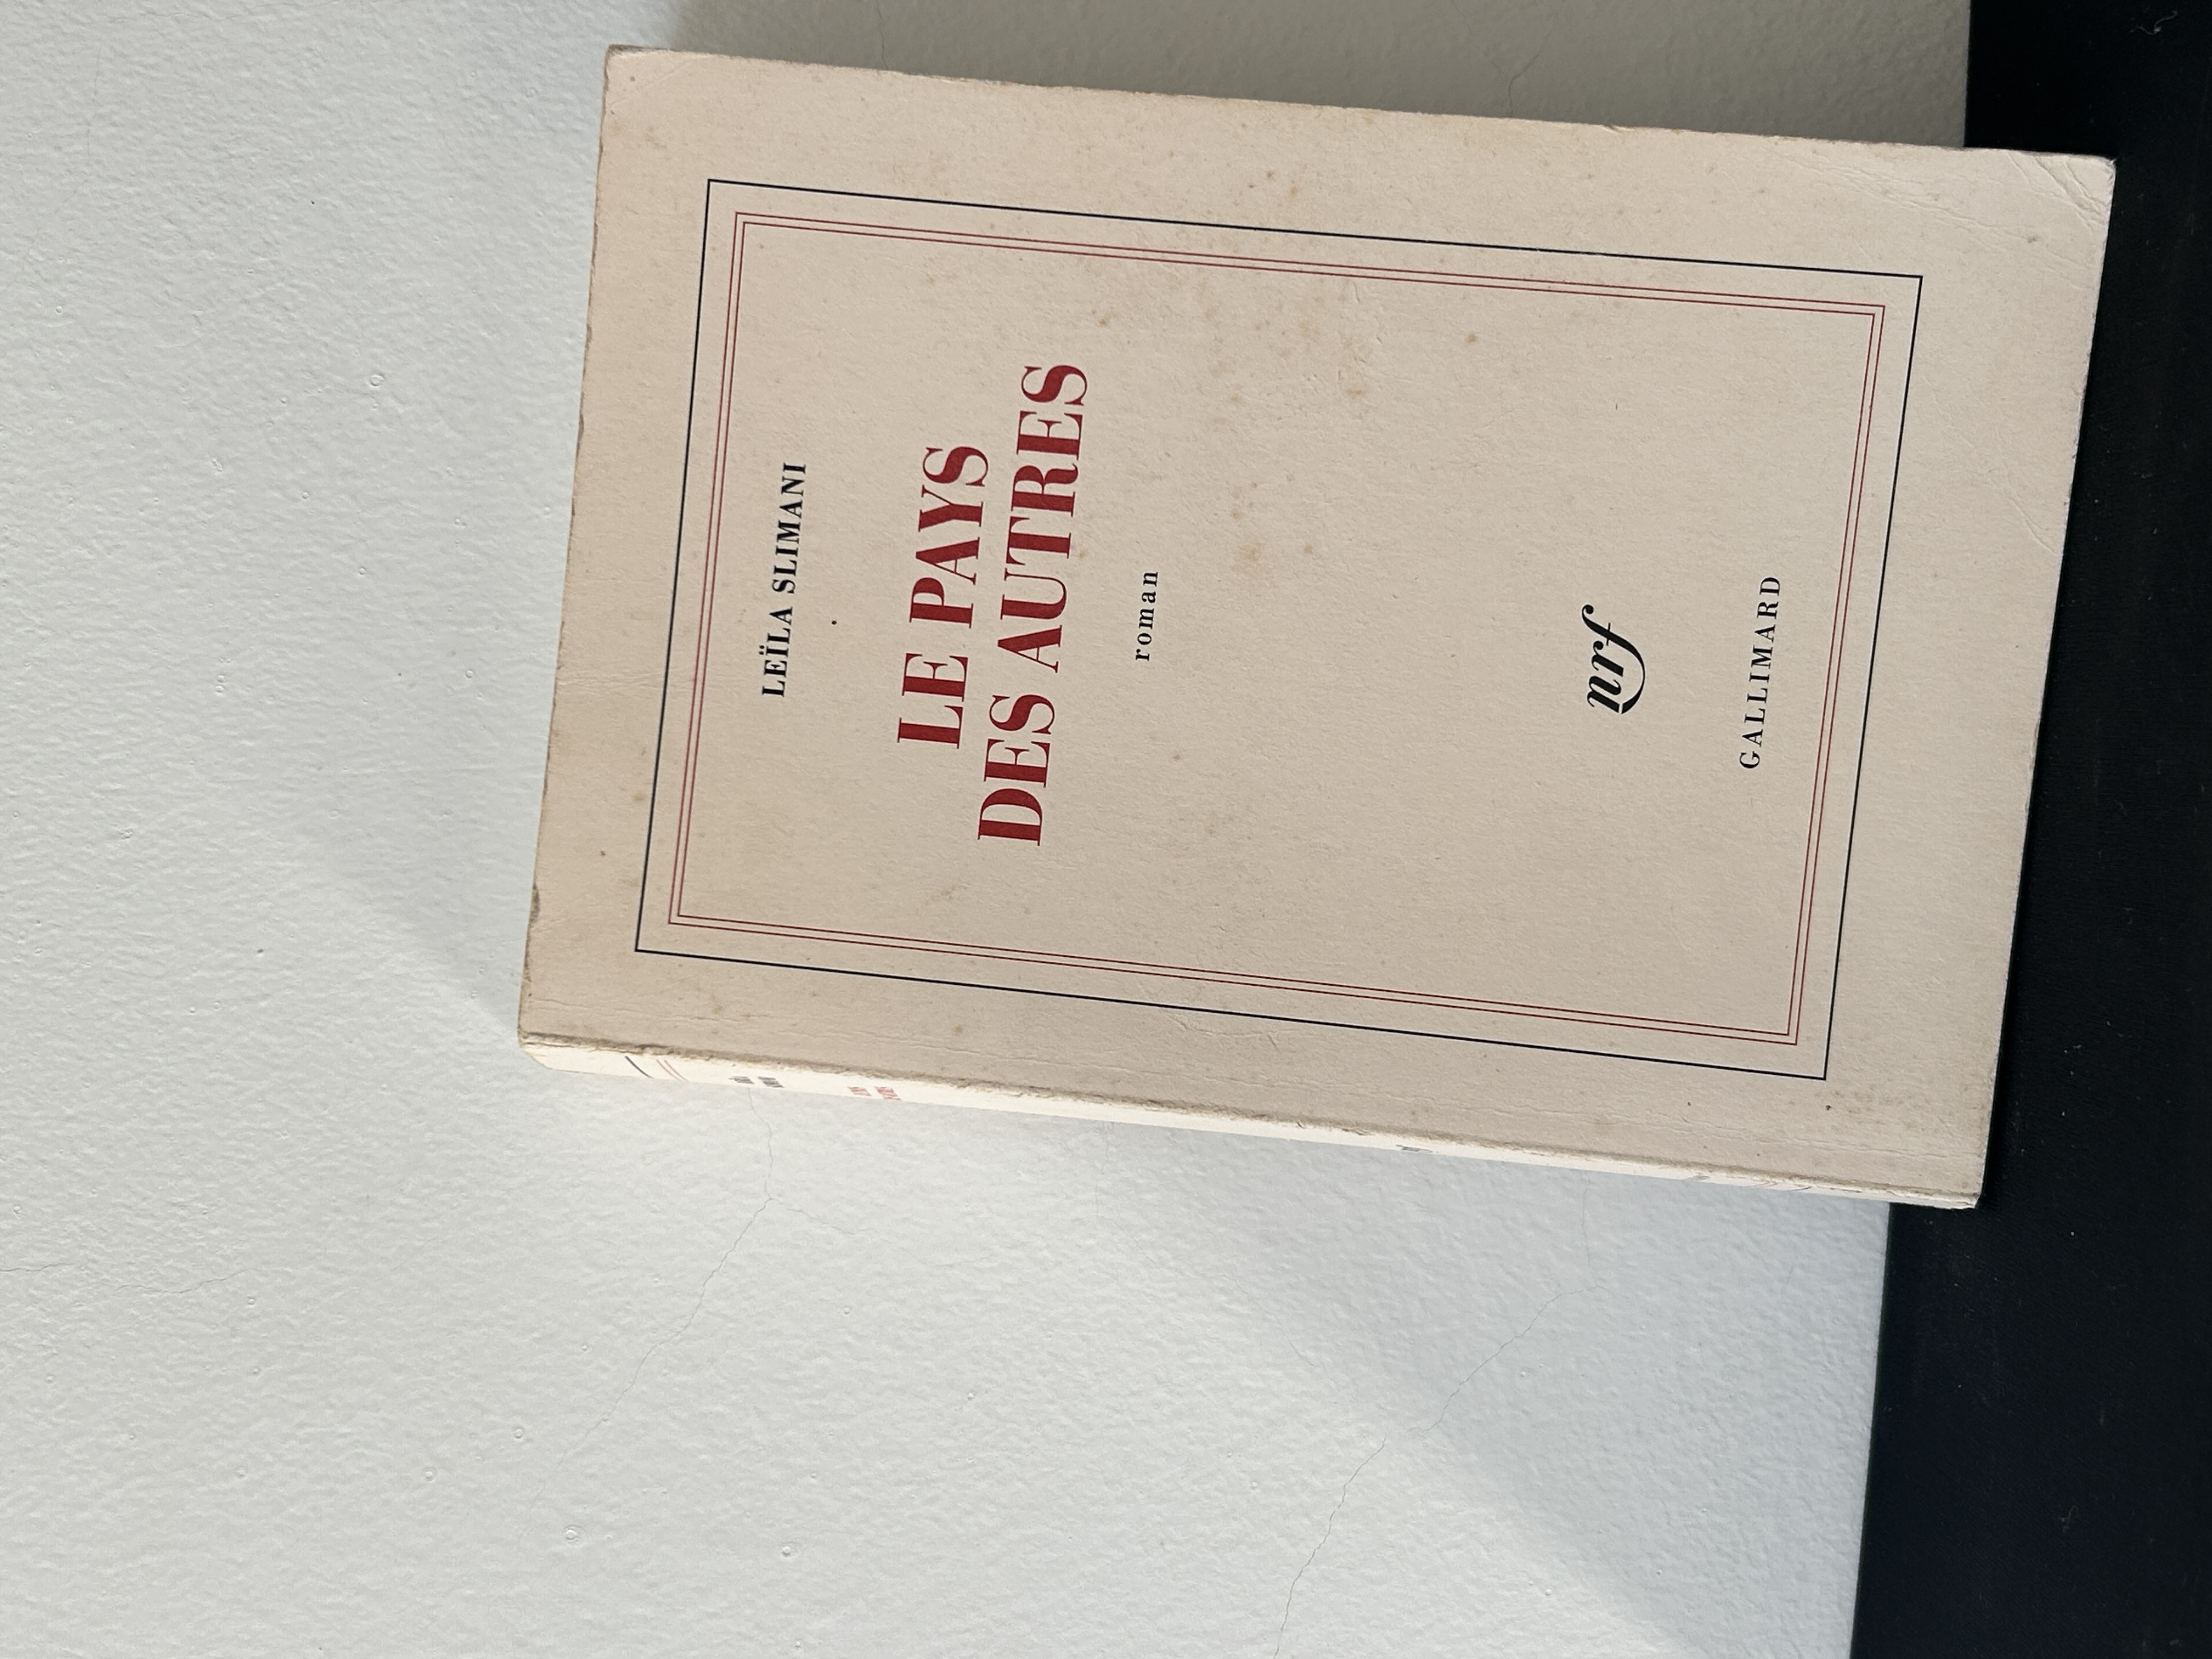 LEÏLA SLIMANI
LE PAYS
DES AUTRES
roman
nrf
GALLIMARD